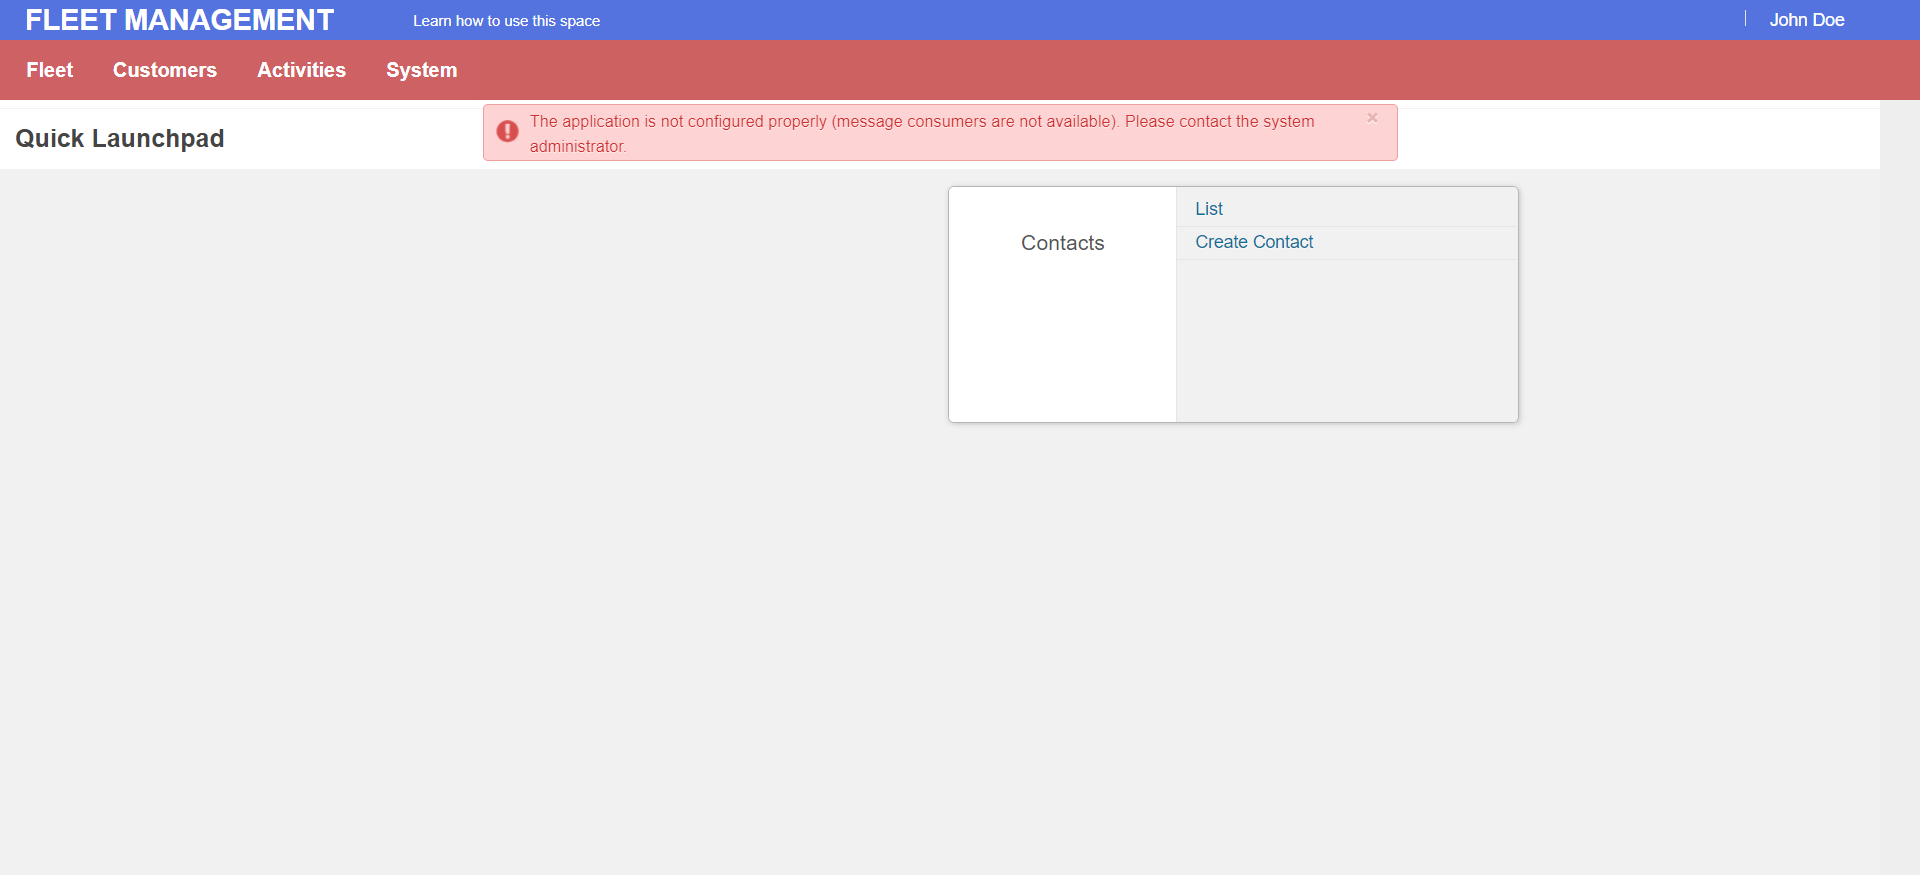 FLEET MANAGEMENT
Learn how to use this space
John Doe
Fleet
Customers
Activities
System
Quick Launchpad
The application is not configured properly (message consumers are not available). Please contact the system
administrator.
×
Contacts
List
Create Contact